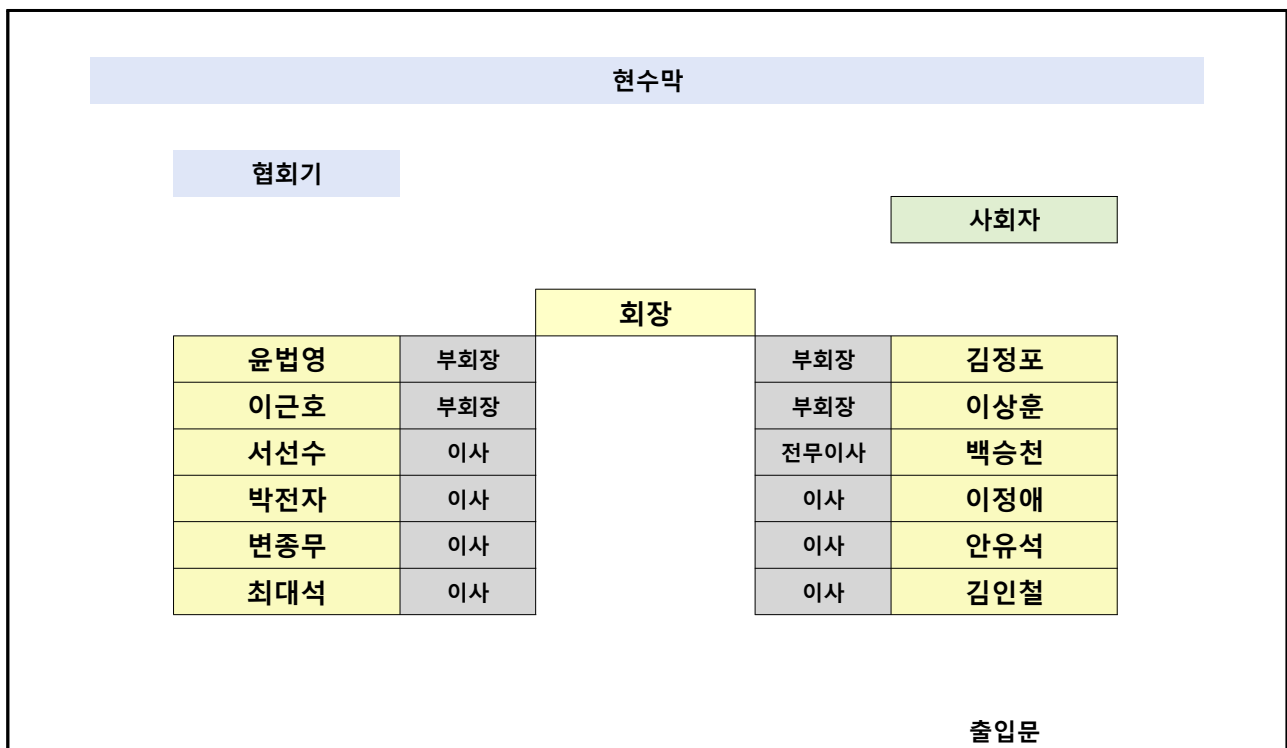 현수막
협회기
사회자
회장
윤법영 부회장 부회장 김정포
이근호 부회장 부회장 이상훈
서선수 이사 전무이사 백승천
박전자 이사 이사 이정애
변종무 이사 이사 안유석
최대석 이사 이사 김인철
출입문